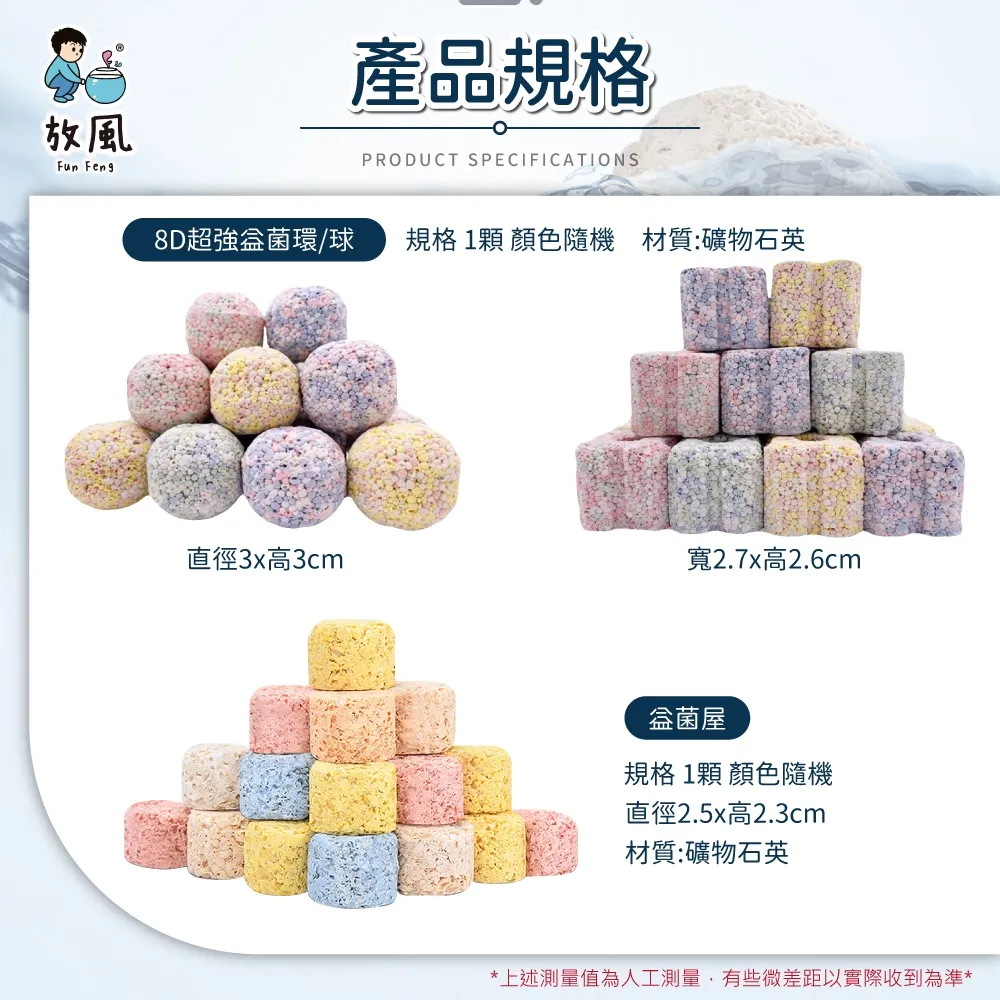 產品規格
PRODUCT SPECIFICATIONS
®
放風
Fun Feng
8D超強益菌環/球 規格 1顆 顏色隨機 材質:礦物石英
直徑3x高3cm
寬2.7x高2.6cm
益菌屋
規格 1顆 顏色隨機
直徑2.5x高2.3cm
材質:礦物石英
*上述測量值為人工測量，有些微差距以實際收到為準*